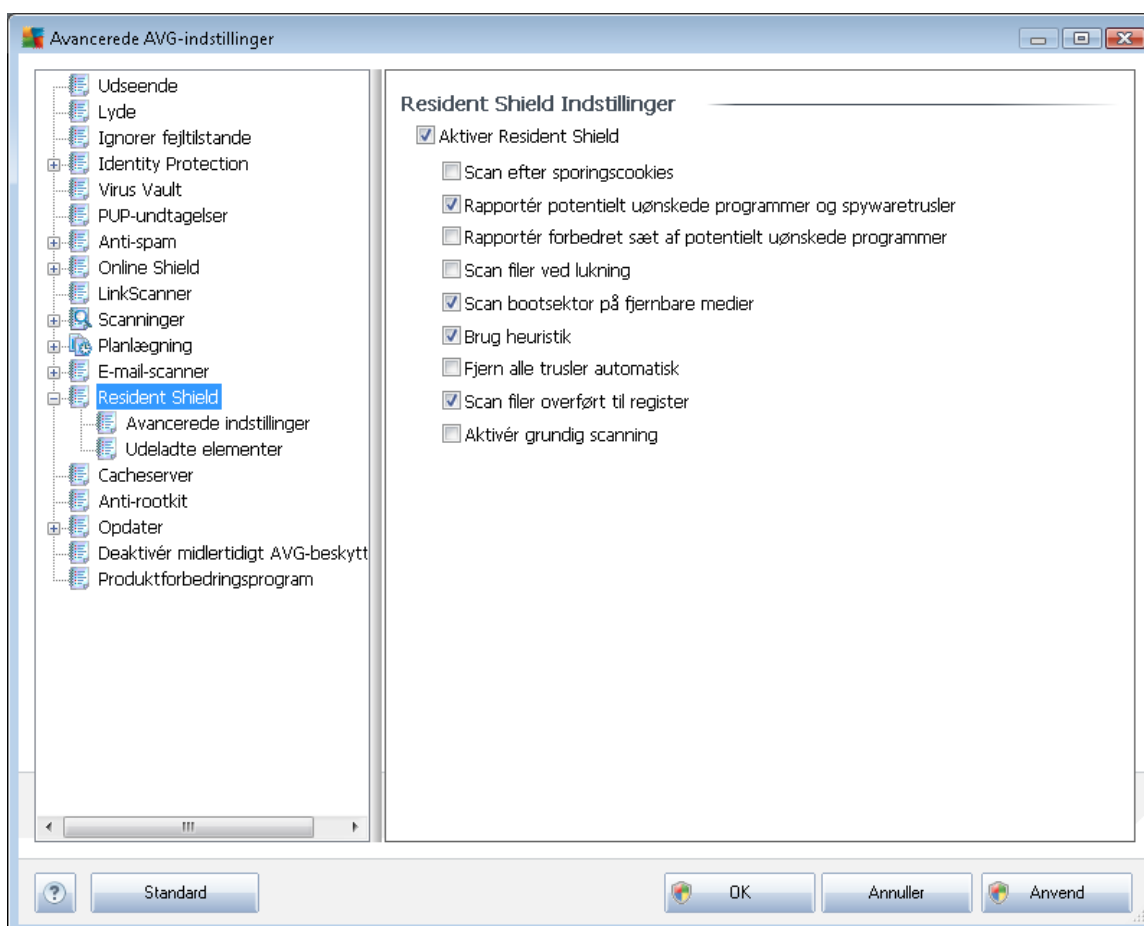 Avancerede AVG-indstillinger
Udseende
Lyde
Ignorer fejltilstande
Identity Protection
Virus Vault
PUP-undtagelser
Anti-spam
Online Shield
LinkScanner
Scanninger
Planlægning
E-mail-scanner
Resident Shield
Avancerede indstillinger
Udeladte elementer
Cacheserver
Anti-rootkit
Opdater
Deaktivér midlertidigt AVG-beskytt
Produktforbedringsprogram
Resident Shield Indstillinger
Aktiver Resident Shield
Scan efter sporingscookies
Rapportér potentielt uønskede programmer og spywaretrusler
Rapportér forbedret sæt af potentielt uønskede programmer
Scan filer ved lukning
Scan bootsektor på fjernbare medier
Brug heuristik
Fjern alle trusler automatisk
Scan filer overført til register
Aktivér grundig scanning
? Standard OK Annuller Anvend